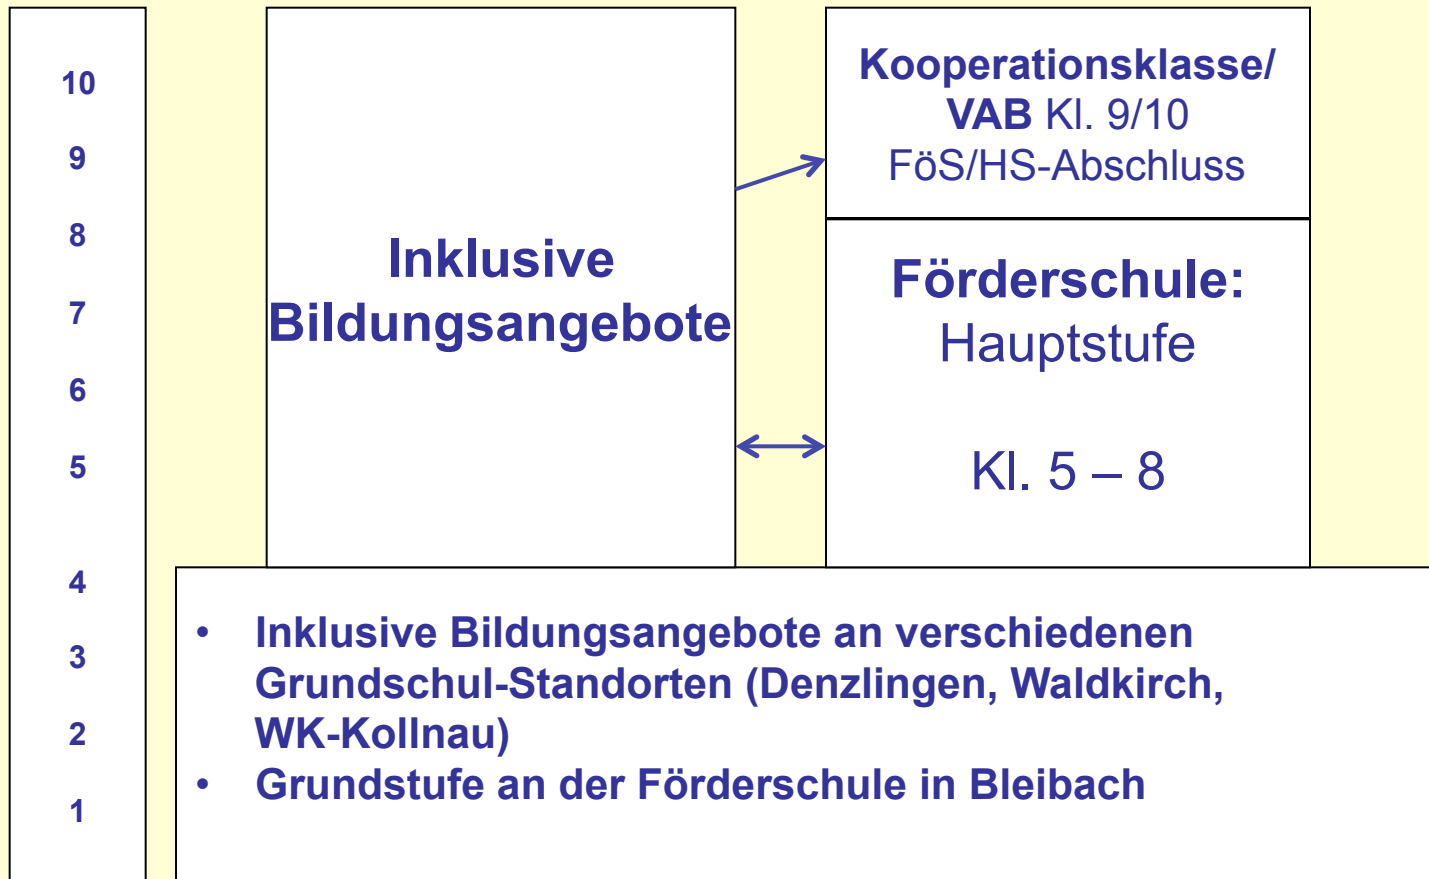 10
9
8
7
6
5
4
3
2
1
Inklusive
Bildungsangebote
Kooperationsklasse/
VAB Kl. 9/10
FöS/HS-Abschluss
Förderschule:
Hauptstufe
Kl. 5 – 8
• Inklusive Bildungsangebote an verschiedenen
Grundschul-Standorten (Denzlingen, Waldkirch,
WK-Kollnau)
• Grundstufe an der Förderschule in Bleibach